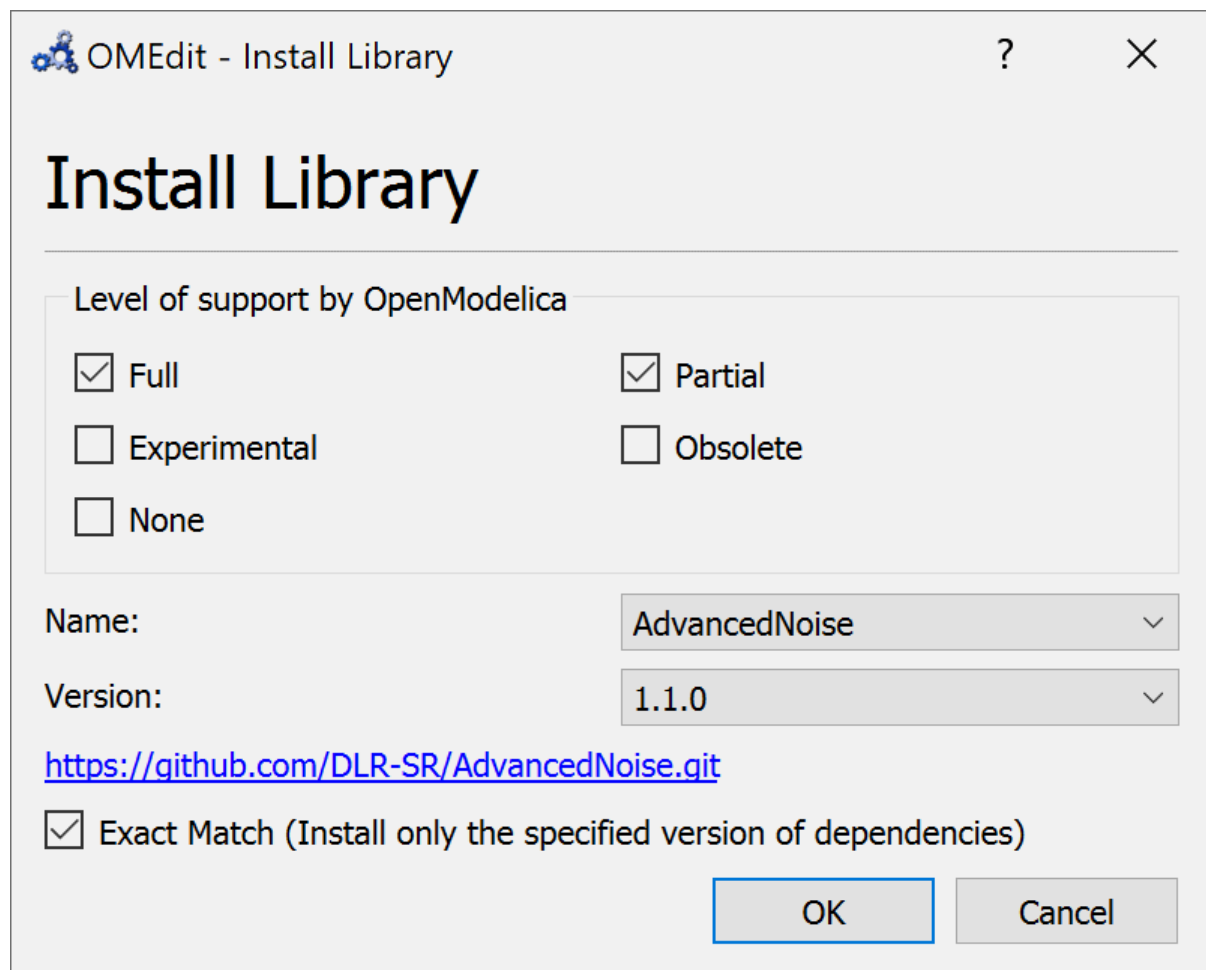 OMEdit - Install Library
?
Install Library
Level of support by OpenModelica
Full
Partial
Experimental
Obsolete
None
Name:
AdvancedNoise
Version:
1.1.0
https://github.com/DLR-SR/AdvancedNoise.git
Exact Match (Install only the specified version of dependencies)
OK
Cancel